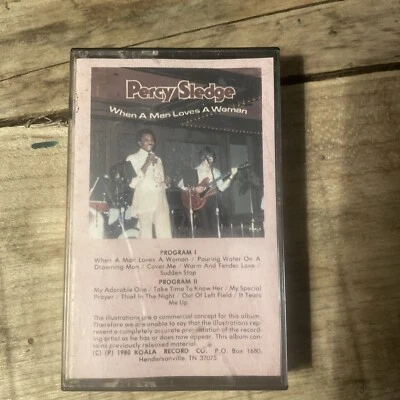 Percy Sledge
When A Man Loves A Woman
PROGRAM I
When A Man Loves A Woman / Pouring Water On A
Drowning Man / Cover Me / Warm And Tender Love /
Sudden Stop
PROGRAM II
My Adorable One / Take Time To Know Her / My Special
Prayer / Thief In The Night / Out Of Left Field / It Tears
Me Up
The illustrations are a commercial concept for this album.
Therefore we are unable to say that the illustrations rep-
resent a completely accurate presentation of the record-
ing artist as he has or does now appear. This album con-
tains previously released material.
(C) (P) 1980 KOALA RECORD CO. P.O. Box 1680,
Hendersonville, TN 37075